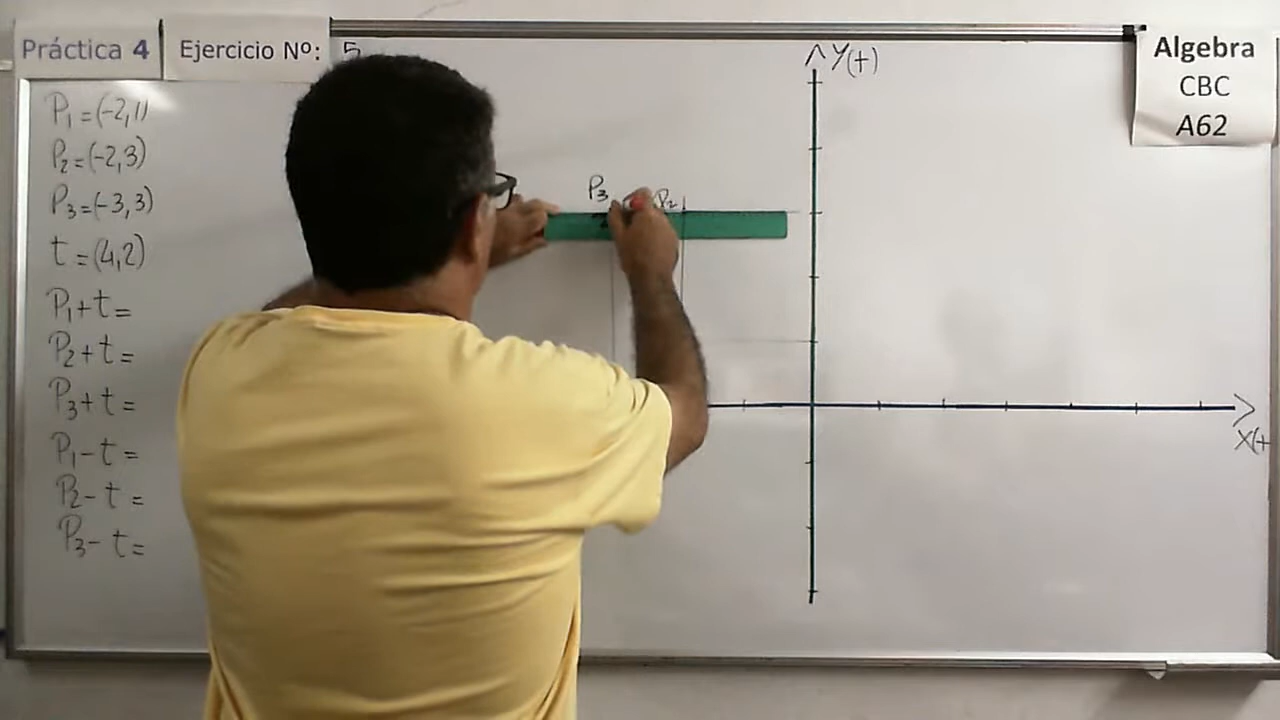 Práctica 4
Ejercicio Nº: 5
Algebra
CBC
A62
P₁=(-2,1)
P₂=(-2,3)
P₃=(-3,3)
t=(4,2)
P₁+t=
P₂+t=
P₃+t=
P₁-t=
P₂-t=
P₃-t=
Y(+)
P₃
P₂
X(+